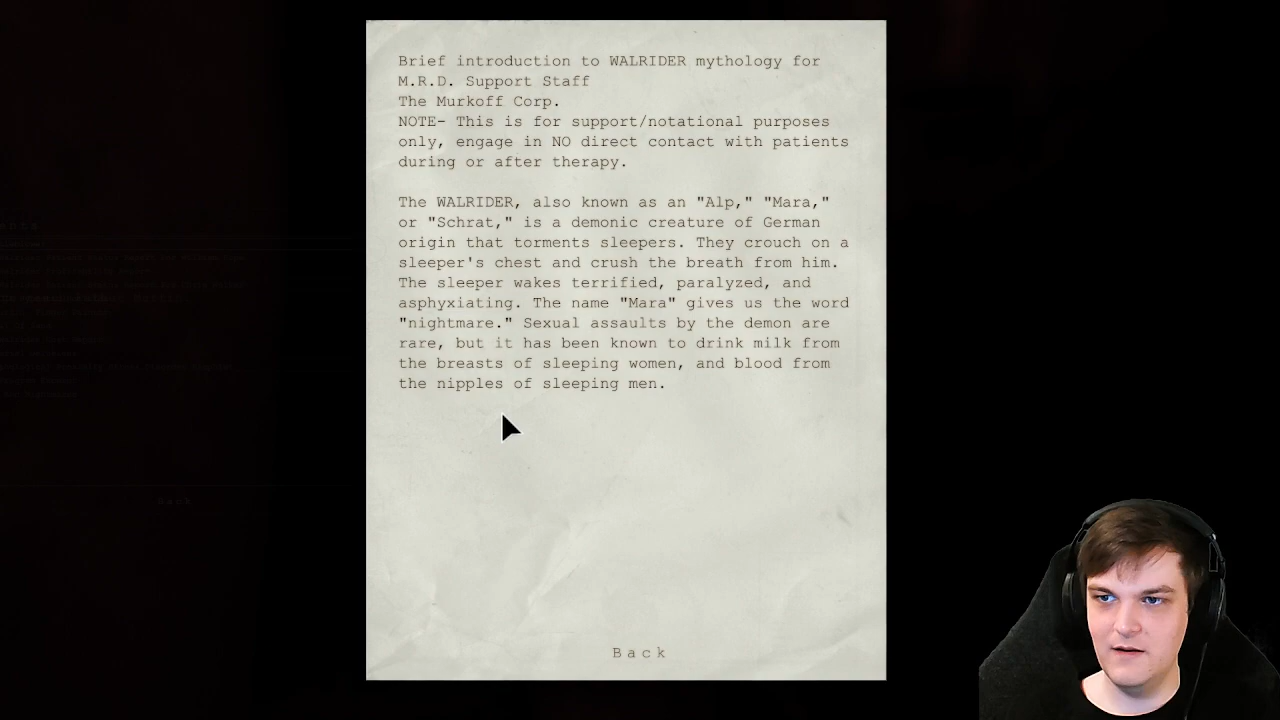 Brief introduction to WALRIDER mythology for
M.R.D. Support Staff
The Murkoff Corp.
NOTE- This is for support/notational purposes
only, engage in NO direct contact with patients
during or after therapy.
The WALRIDER, also known as an "Alp," "Mara,"
or "Schrat," is a demonic creature of German
origin that torments sleepers. They crouch on a
sleeper's chest and crush the breath from him.
The sleeper wakes terrified, paralyzed, and
asphyxiating. The name "Mara" gives us the word
"nightmare." Sexual assaults by the demon are
rare, but it has been known to drink milk from
the breasts of sleeping women, and blood from
the nipples of sleeping men.
Back
Back